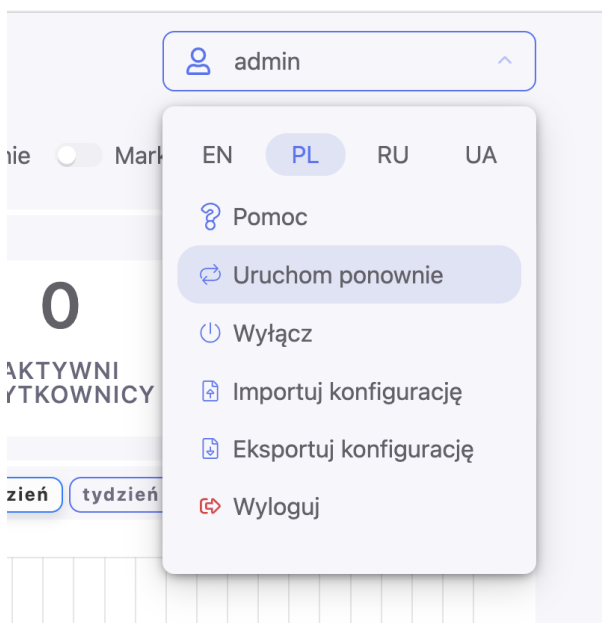 admin
EN PL RU UA
nie Mark
Pomoc
Uruchom ponownie
0
Wyłącz
AKTYWNI
YTKOWNICY
Importuj konfigurację
Eksportuj konfigurację
zień tydzień
Wyloguj